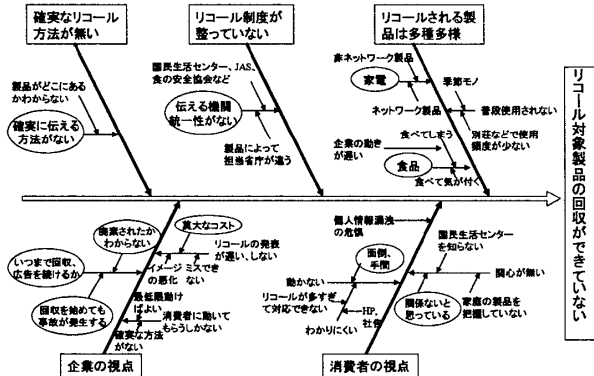 確実なリコール
方法が無い
リコール制度が
整っていない
リコールされる製
品は多種多様
製品がどこにある
かわからない
確実に伝える
方法がない
国民生活センター、JAS、
食の安全協会など
伝える機関
統一性がない
製品によって
担当省庁が違う
非ネットワーク製品
家電
季節モノ
ネットワーク製品
普段使用されない
食べてしまう
別荘などで使用
頻度が少ない
企業の動き
が遅い
食品
食べて気が付く
リコール対象製品の回収ができていない
廃棄されたか
わからない
莫大なコスト
リコールの発表
が遅い、しない
いつまで回収、
広告を続けるか
イメージ
の悪化
ミスでき
ない
回収を始めても
事故が発生する
最低限動け
ばよい
消費者に動いて
もらうしかない
確実な方法
がない
企業の視点
個人情報漏洩
の危惧
国民生活センター
を知らない
面倒、
手間
動かない
関心が無い
リコールが多すぎ
て対応できない
HP,
社告
わかりにくい
関係ないと
思っている
家庭の製品を
把握していない
消費者の視点